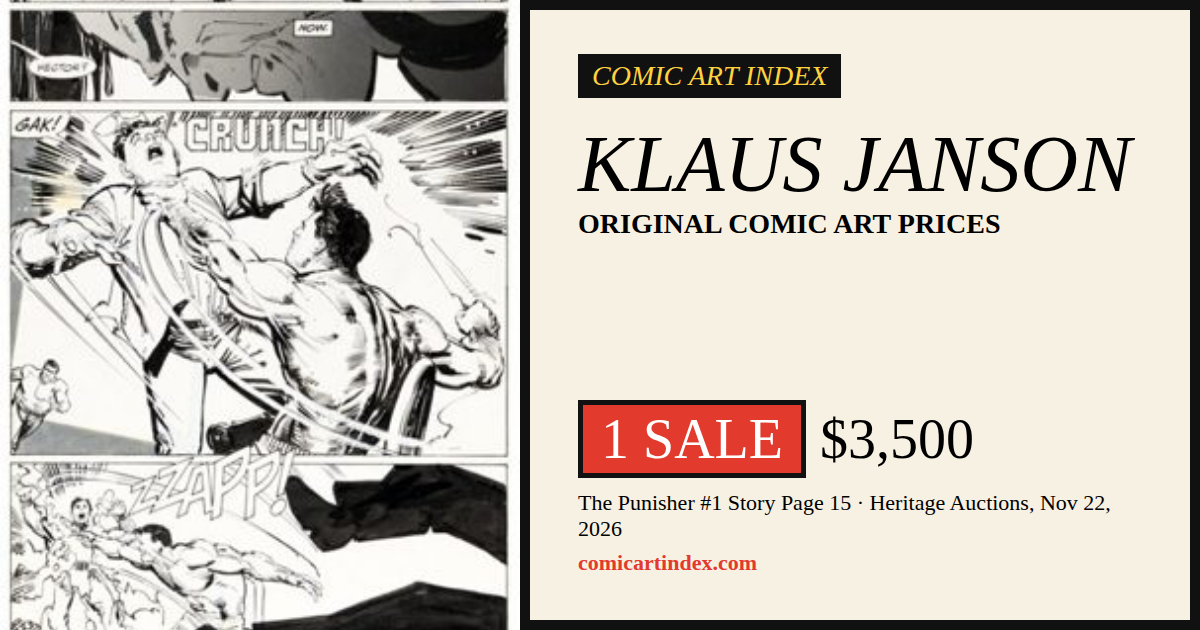 NOW.
HECTOR?
GAK!
CRUNCH!
ZZAPP!
COMIC ART INDEX
KLAUS JANSON
ORIGINAL COMIC ART PRICES
1 SALE $3,500
The Punisher #1 Story Page 15 · Heritage Auctions, Nov 22,
2026
comicartindex.com